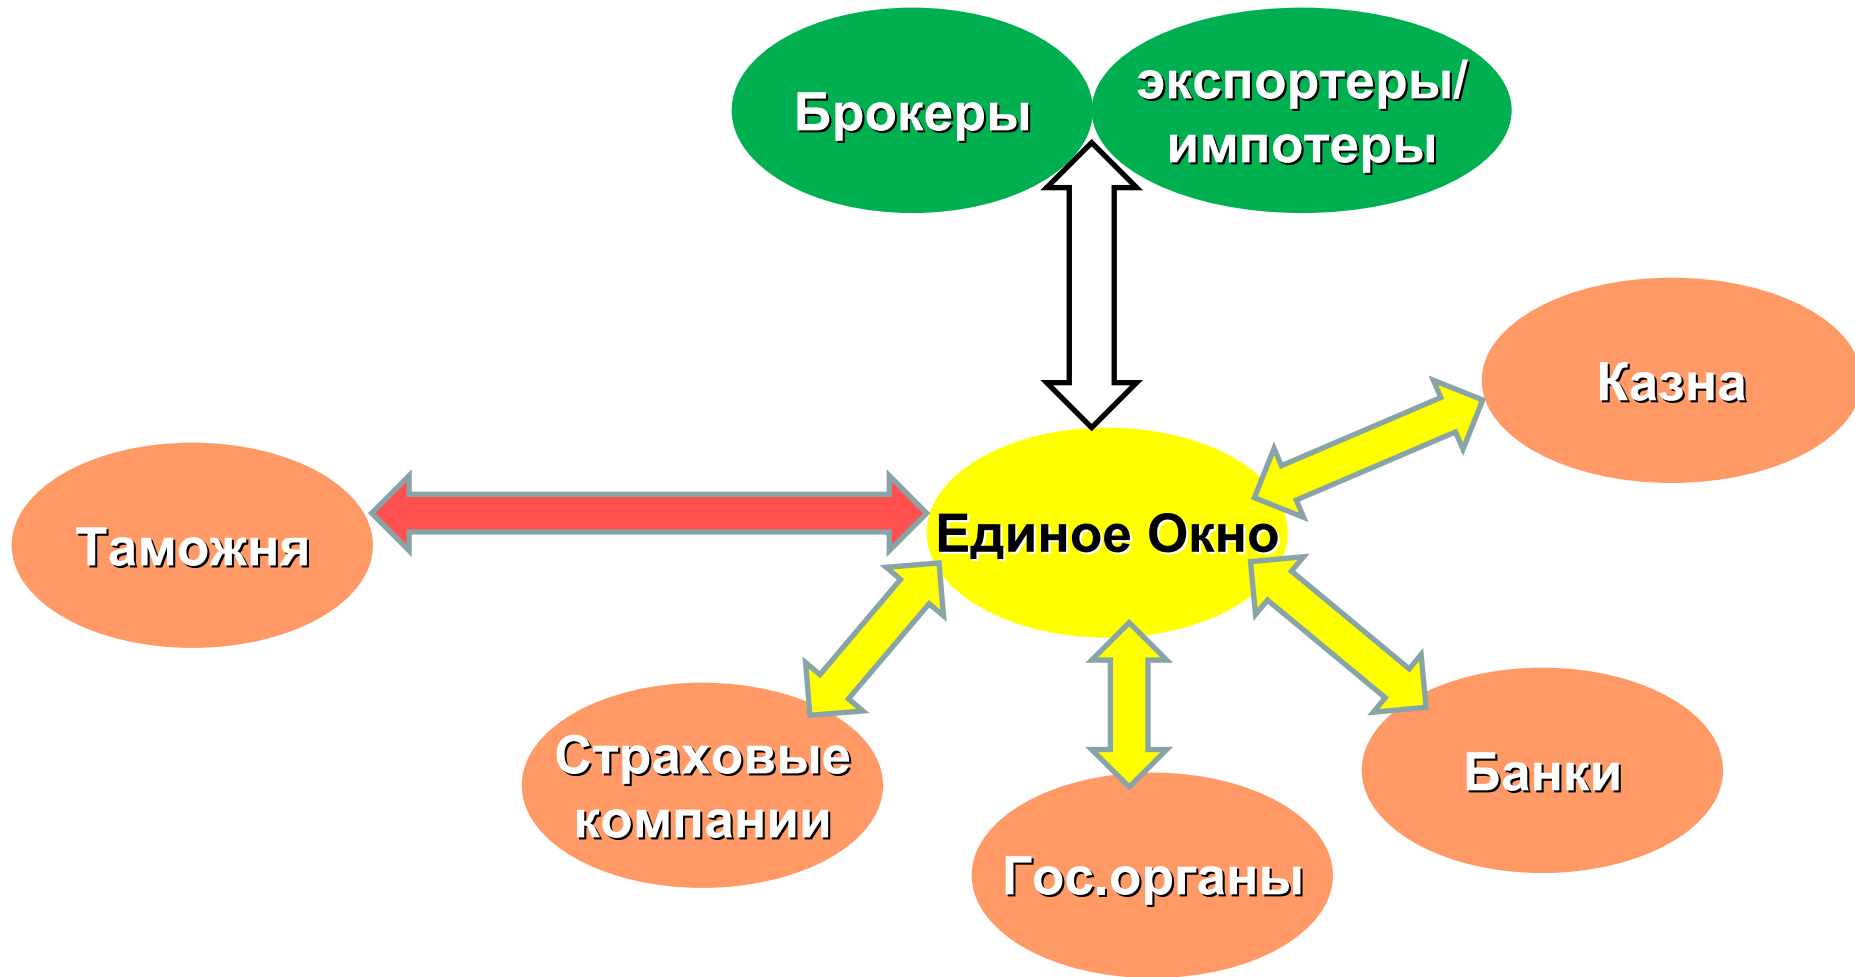 Брокеры
экспортеры/
импотеры
Казна
Единое Окно
Таможня
Страховые
компании
Банки
Гос.органы